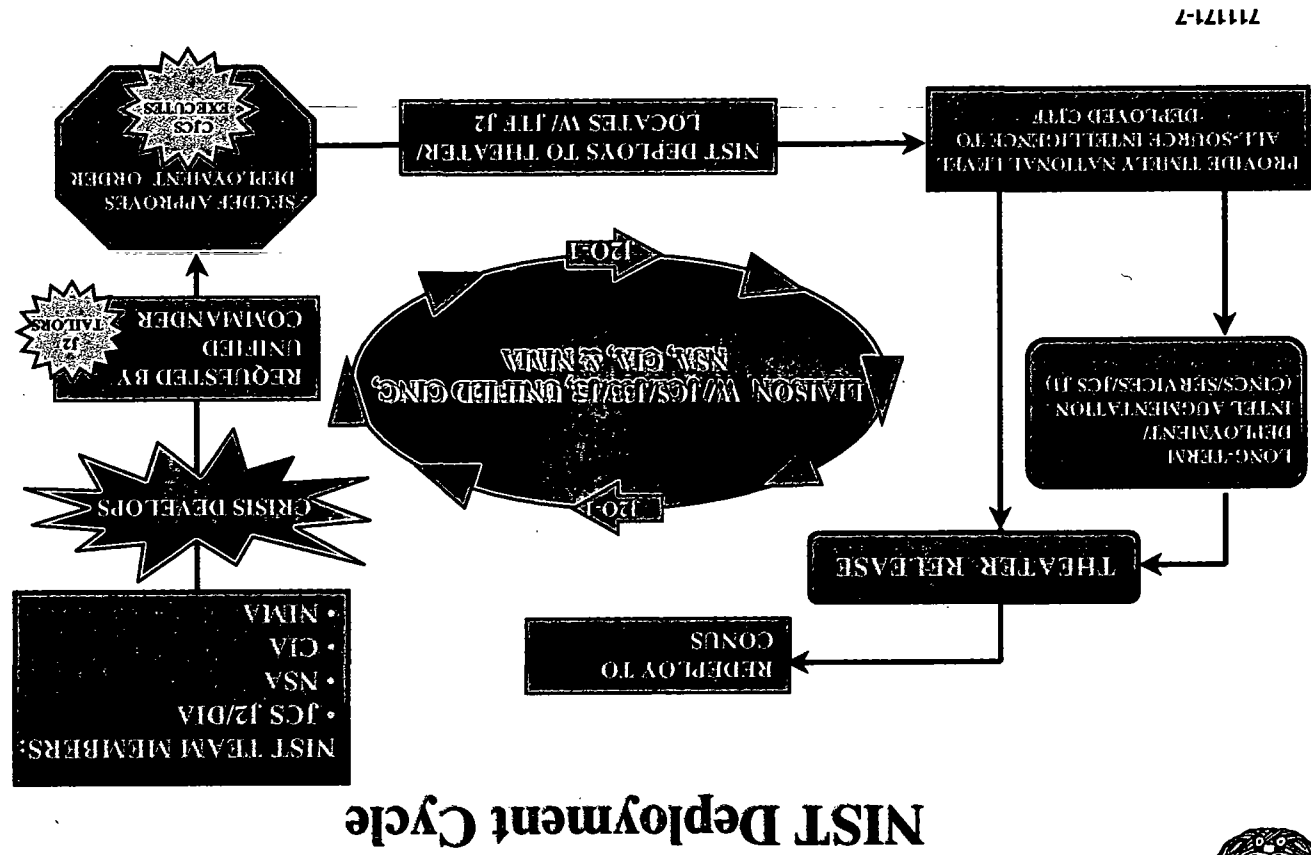 NIST Deployment Cycle
NIST TEAM MEMBERS:
• JCS J2/DIA
• NSA
• CIA
• NIMA
CRISIS DEVELOPS
REQUESTED BY
UNIFIED
COMMANDER
J2
TAILORS
SECDEF APPROVES
DEPLOYMENT ORDER
CJCS
EXECUTES
NIST DEPLOYS TO THEATER/
LOCATES W/ JTF J2
PROVIDE TIMELY NATIONAL LEVEL
ALL-SOURCE INTELLIGENCE TO
DEPLOYED CJTF
LONG-TERM
DEPLOYMENT/
INTEL AUGMENTATION
(CINCS/SERVICES/JCS J1)
THEATER RELEASE
REDEPLOY TO
CONUS
J2O-1
LIAISON W/ JCS/J33/J5, UNIFIED CINC,
NSA, CIA, & NIMA
J2O-1
711171-7